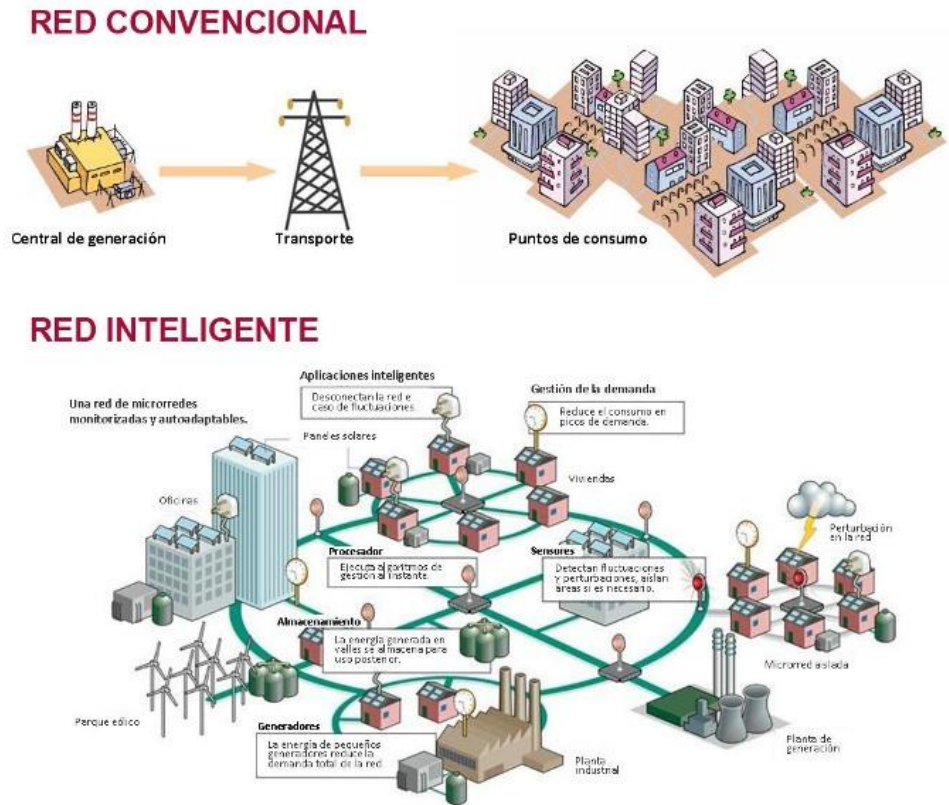 RED CONVENCIONAL
Central de generación
Transporte
Puntos de consumo
RED INTELIGENTE
Una red de microrredes
monitorizadas y autoadaptables.
Aplicaciones inteligentes
Desconectan la red e
caso de fluctuaciones.
Gestión de la demanda
Reduce el consumo en
picos de demanda.
Paneles solares
Viviendas
Oficinas
Perturbación
en la red
Procesador
Ejecuta algoritmos de
gestión al instante.
Sensores
Detectan fluctuaciones
y perturbaciones, aislan
areas si es necesario.
Almacenamiento
La energía generada en
valles se almacena para
uso posterior.
Microrred aislada
Parque eólico
Generadores
La energía de pequeños
generadores reduce la
demanda total de la red.
Planta
industrial
Planta de
generación